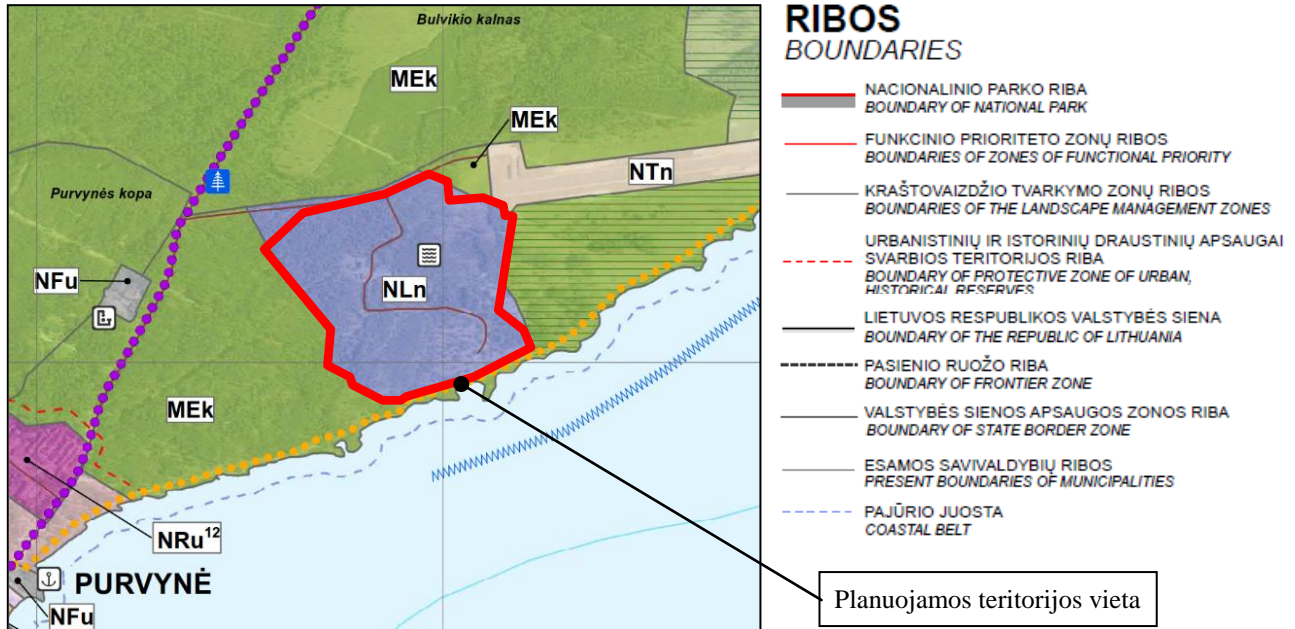 Bulvikio kalnas
MEk
MEk
NTn
Purvynės kopa
NFu
NLn
MEk
NRu¹²
PURVYNĖ
NFu
RIBOS
BOUNDARIES
NACIONALINIO PARKO RIBA
BOUNDARY OF NATIONAL PARK
FUNKCINIO PRIORITETO ZONŲ RIBOS
BOUNDARIES OF ZONES OF FUNCTIONAL PRIORITY
KRAŠTOVAIZDŽIO TVARKYMO ZONŲ RIBOS
BOUNDARIES OF THE LANDSCAPE MANAGEMENT ZONES
URBANISTINIŲ IR ISTORINIŲ DRAUSTINIŲ APSAUGAI
SVARBIOS TERITORIJOS RIBA
BOUNDARY OF PROTECTIVE ZONE OF URBAN,
HISTORICAL RESERVES
LIETUVOS RESPUBLIKOS VALSTYBĖS SIENA
BOUNDARY OF THE REPUBLIC OF LITHUANIA
PASIENIO RUOŽO RIBA
BOUNDARY OF FRONTIER ZONE
VALSTYBĖS SIENOS APSAUGOS ZONOS RIBA
BOUNDARY OF STATE BORDER ZONE
ESAMOS SAVIVALDYBIŲ RIBOS
PRESENT BOUNDARIES OF MUNICIPALITIES
PAJŪRIO JUOSTA
COASTAL BELT
Planuojamos teritorijos vieta